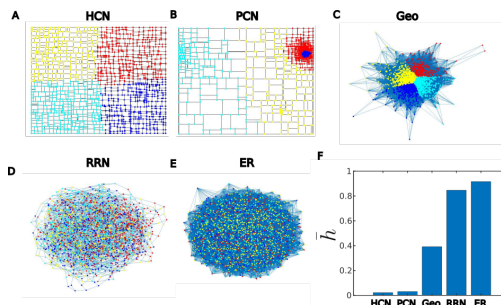 A HCN
B PCN
C Geo
D RRN
E ER
F
h̄
1
0.8
0.6
0.4
0.2
0
HCN PCN Geo RRN ER